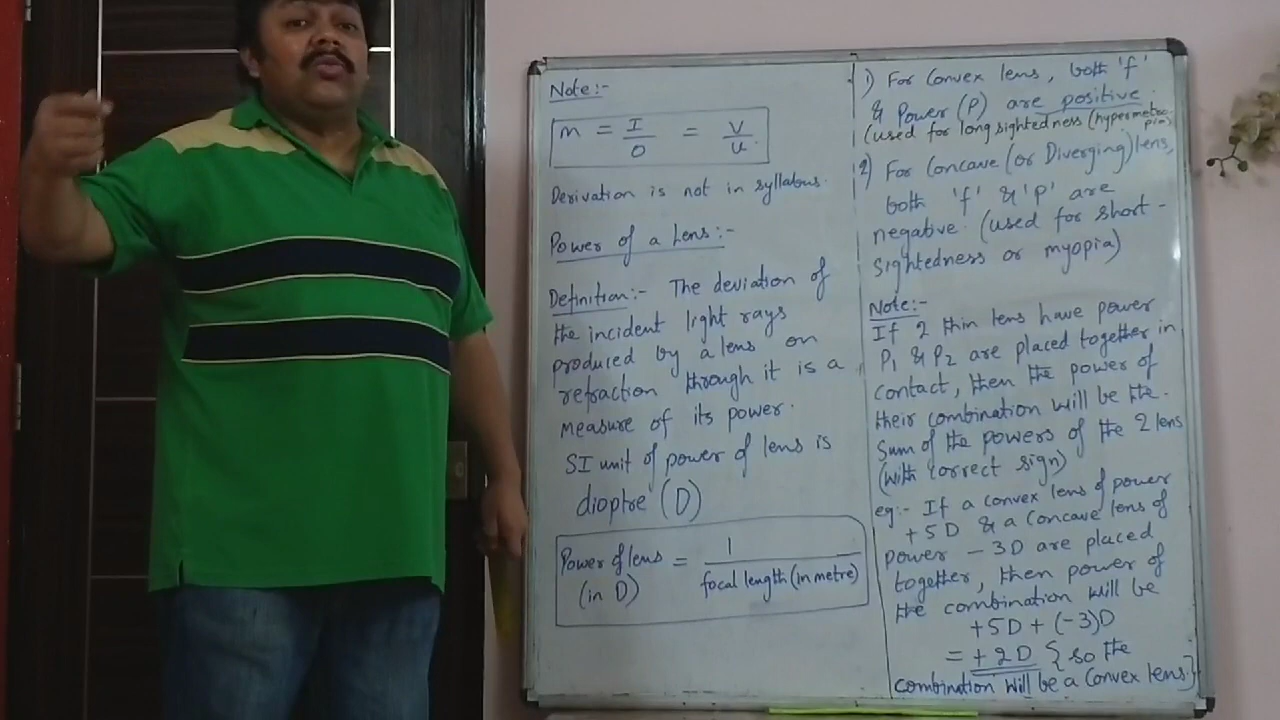 Note:-
m = I/O = V/u
Derivation is not in syllabus.
Power of a Lens:-
Definition:- The deviation of
the incident light rays
produced by a lens on
refraction through it is a
measure of its power.
SI unit of power of lens is
dioptre (D)
Power of lens (in D) = 1/focal length (in metre)
1) For Convex lens, both 'f'
& Power (P) are positive.
(used for longsightedness (hypermetropia)
2) For Concave (or Diverging) lens,
both 'f' & 'p' are
negative. (used for short-
sightedness or myopia)
Note:-
If 2 thin lens have power
P1 & P2 are placed together in
contact, then the power of
their combination will be the.
Sum of the powers of the 2 lens
(with correct sign)
eg:- If a convex lens of power
+5D & a concave lens of
power -3D are placed
together, then power of
the combination will be
+5D + (-3)D
= +2D {so the
combination will be a Convex lens}